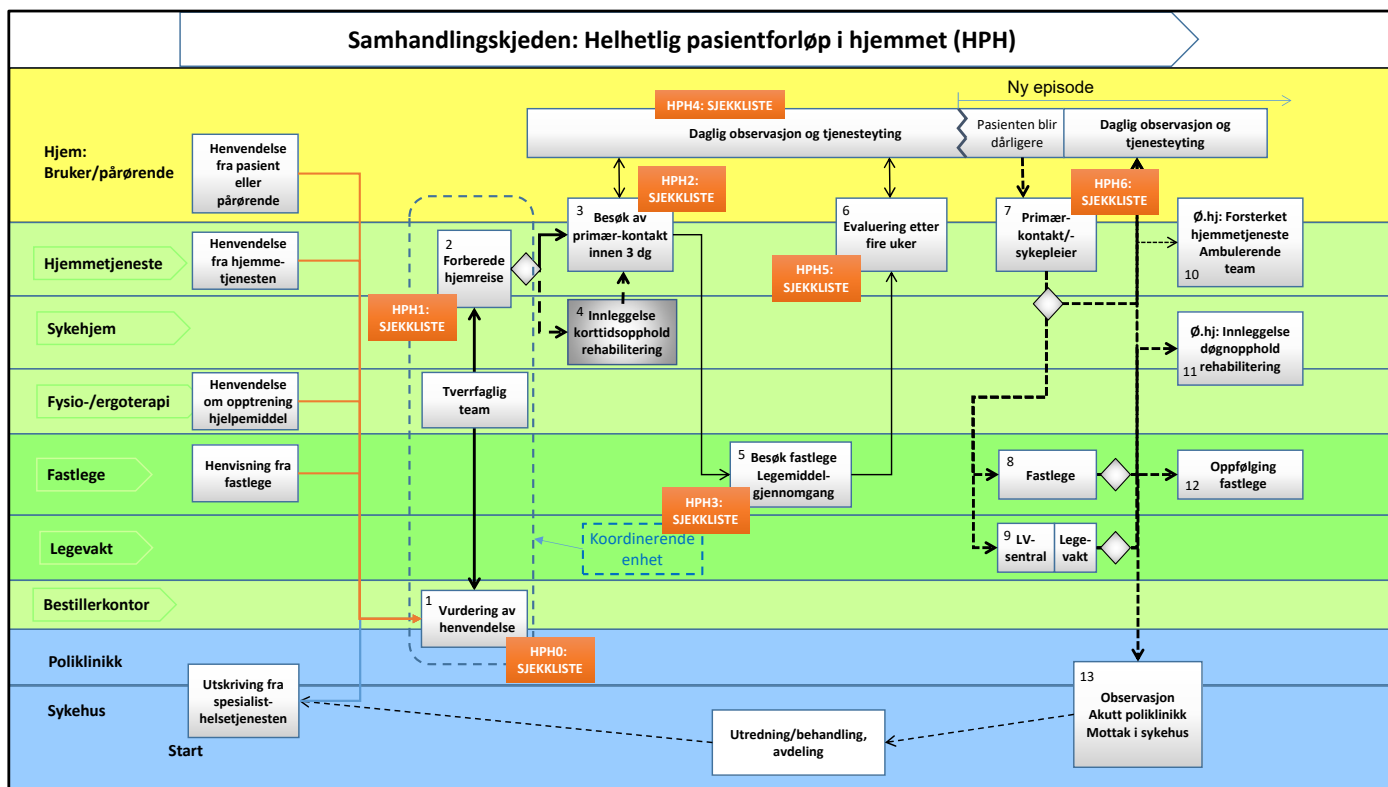 Samhandlingskjeden: Helhetlig pasientforløp i hjemmet (HPH)
Ny episode
HPH4: SJEKKLISTE
Daglig observasjon og tjenesteyting
Pasienten blir
dårligere
Daglig observasjon og
tjenesteyting
Hjem:
Bruker/pårørende
Henvendelse
fra pasient
eller
pårørende
HPH2:
SJEKKLISTE
HPH6:
SJEKKLISTE
3
Besøk av
primær-kontakt
innen 3 dg
6
Evaluering etter
fire uker
7
Primær-
kontakt/-
sykepleier
Ø.hj: Forsterket
hjemmetjeneste
Ambulerende
team
10
Hjemmetjeneste
Henvendelse
fra hjemme-
tjenesten
2
Forberede
hjemreise
HPH5:
SJEKKLISTE
HPH1:
SJEKKLISTE
Sykehjem
4
Innleggelse
korttidsopphold
rehabilitering
Ø.hj: Innleggelse
døgnopphold
rehabilitering
11
Fysio-/ergoterapi
Henvendelse
om opptrening
hjelpemiddel
Tverrfaglig
team
Fastlege
Henvisning fra
fastlege
5
Besøk fastlege
Legemiddel-
gjennomgang
HPH3:
SJEKKLISTE
8
Fastlege
Oppfølging
fastlege
12
Legevakt
Koordinerende
enhet
9
LV-
sentral
Lege-
vakt
Bestillerkontor
1
Vurdering av
henvendelse
HPH0:
SJEKKLISTE
Poliklinikk
Sykehus
Utskriving fra
spesialist-
helsetjenesten
Start
Utredning/behandling,
avdeling
13
Observasjon
Akutt poliklinikk
Mottak i sykehus